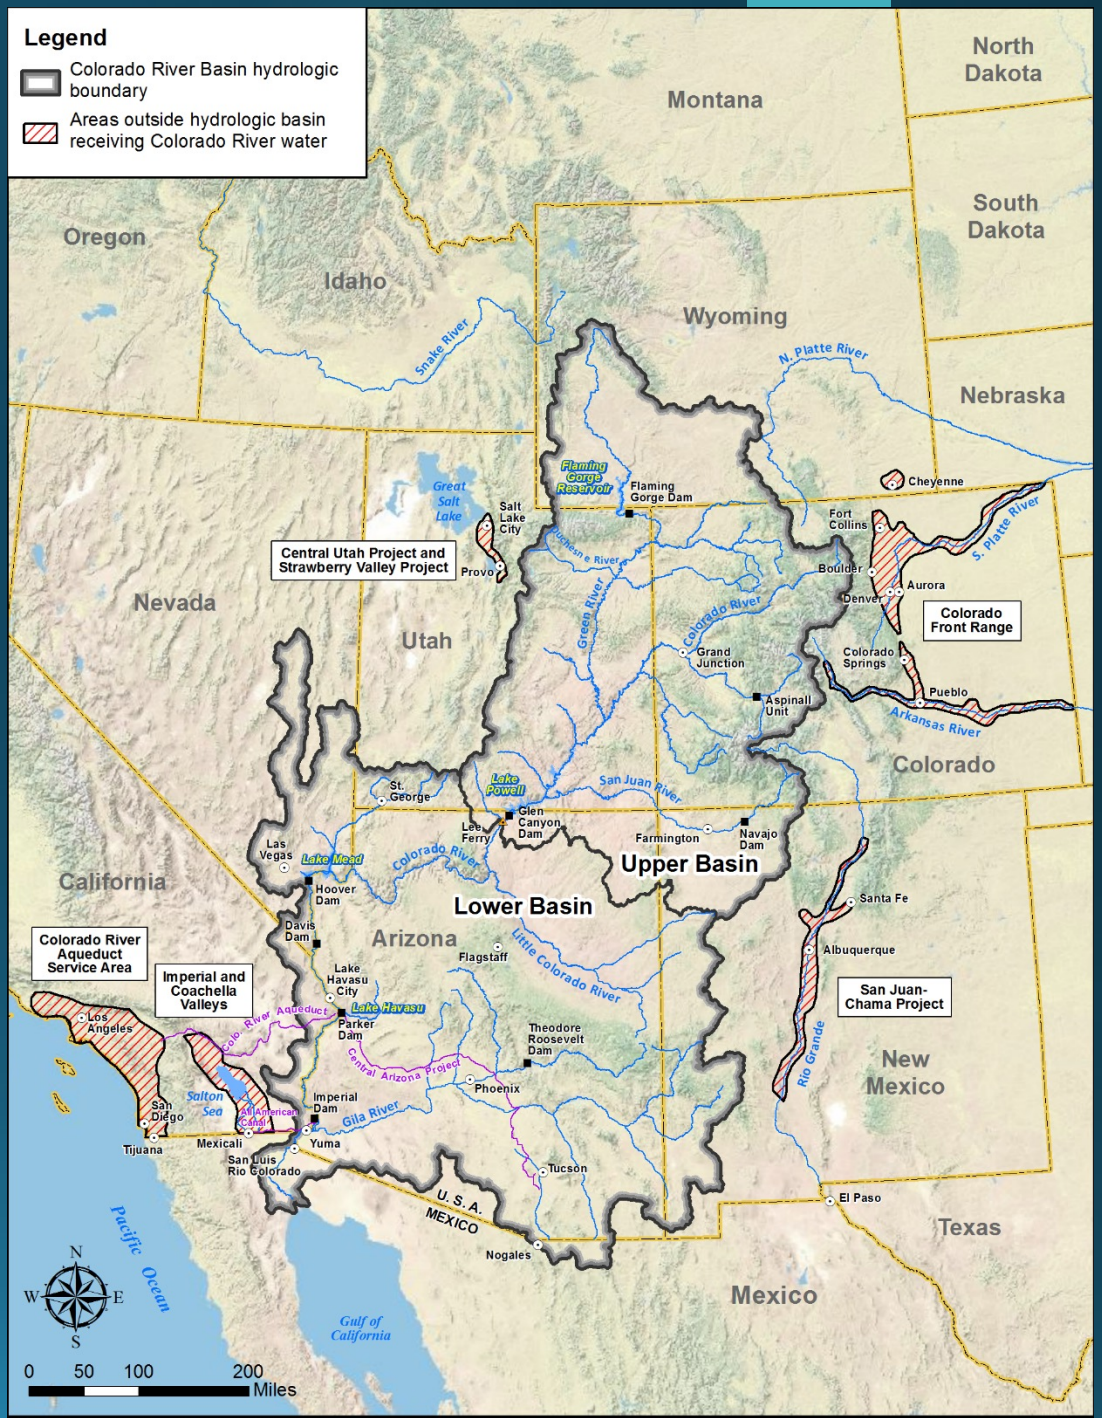 Legend
Colorado River Basin hydrologic
boundary
Areas outside hydrologic basin
receiving Colorado River water
North
Dakota
Montana
South
Dakota
Oregon
Idaho
Wyoming
Snake River
N. Platte River
Nebraska
Flaming
Gorge
Reservoir
Flaming
Gorge Dam
Cheyenne
Great
Salt
Lake
Salt
Lake
City
Fort
Collins
S. Platte River
Central Utah Project and
Strawberry Valley Project
Duchesne River
Provo
Boulder
Denver
Aurora
Nevada
Utah
Green River
Colorado River
Colorado
Front Range
Grand
Junction
Colorado
Springs
Aspinall
Unit
Pueblo
Arkansas River
Colorado
St.
George
Lake
Powell
San Juan River
Glen
Canyon
Dam
Lee
Ferry
Farmington
Navajo
Dam
Las
Vegas
Lake Mead
Colorado River
Upper Basin
California
Hoover
Dam
Lower Basin
Santa Fe
Davis
Dam
Arizona
Flagstaff
Little Colorado River
Albuquerque
Colorado River
Aqueduct
Service Area
Imperial and
Coachella
Valleys
Lake
Havasu
City
Lake Havasu
San Juan-
Chama Project
Los
Angeles
Colo. River Aqueduct
Parker
Dam
Theodore
Roosevelt
Dam
Central Arizona Project
Rio Grande
New
Mexico
Salton
Sea
Phoenix
San
Diego
All American
Canal
Imperial
Dam
Gila River
Tijuana
Mexicali
Yuma
San Luis
Rio Colorado
Tucson
U. S. A.
MEXICO
El Paso
Pacific Ocean
Nogales
Texas
Mexico
Gulf of
California
N
W E
S
0 50 100 200
Miles